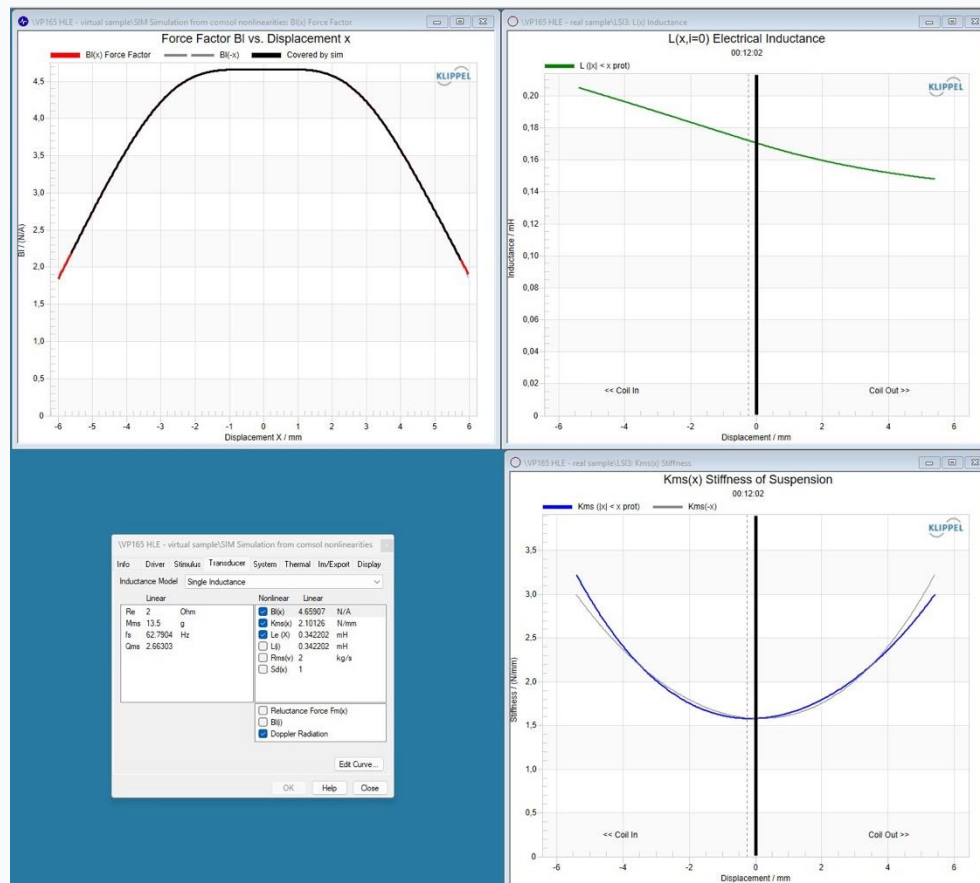 \VP165 HLE - virtual sample\SIM Simulation from comsol nonlinearities: Bl(x) Force Factor
Force Factor Bl vs. Displacement x
Bl(x) Force Factor
Bl(-x)
Covered by sim
KLIPPEL
4,5
4,0
3,5
3,0
2,5
2,0
1,5
1,0
0,5
0
Bl / (N/A)
-6 -5 -4 -3 -2 -1 0 1 2 3 4 5 6
Displacement X / mm
\VP165 HLE - real sample\LSI3: L(x) Inductance
L(x,i=0) Electrical Inductance
00:12:02
L (|x| < x prot)
KLIPPEL
0,20
0,18
0,16
0,14
0,12
0,10
0,08
0,06
0,04
0,02
0
Inductance / mH
<< Coil In
Coil Out >>
-6 -4 -2 0 2 4 6
Displacement / mm
\VP165 HLE - virtual sample\SIM Simulation from comsol nonlinearities
Info Driver Stimulus Transducer System Thermal Im/Export Display
Inductance Model Single Inductance
Linear
Re 2 Ohm
Mms 13.5 g
fs 62.7904 Hz
Qms 2.66303
Nonlinear Linear
Bl(x) 4.65907 N/A
Kms(x) 2.10126 N/mm
Le (X) 0.342202 mH
L(i) 0.342202 mH
Rms(v) 2 kg/s
Sd(x) 1
Reluctance Force Fm(x)
Bl(i)
Doppler Radiation
Edit Curve...
OK Help Close
\VP165 HLE - real sample\LSI3: Kms(x) Stiffness
Kms(x) Stiffness of Suspension
00:12:02
Kms (|x| < x prot)
Kms(-x)
KLIPPEL
3,5
3,0
2,5
2,0
1,5
1,0
0,5
0
Stiffness / (N/mm)
<< Coil In
Coil Out >>
-6 -4 -2 0 2 4 6
Displacement / mm